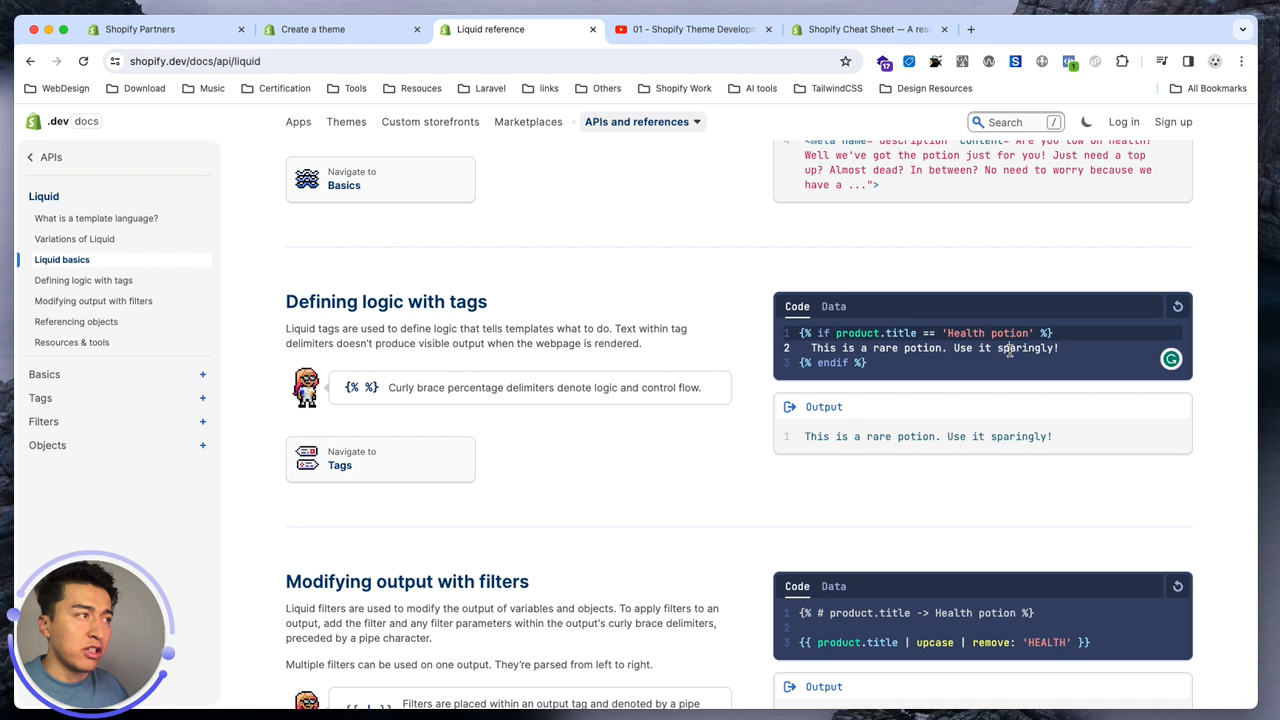 Shopify Partners
Create a theme
Liquid reference
01 - Shopify Theme Developm
Shopify Cheat Sheet — A res
shopify.dev/docs/api/liquid
17
1
WebDesign
Download
Music
Certification
Tools
Resouces
Laravel
links
Others
Shopify Work
AI tools
TailwindCSS
Design Resources
All Bookmarks
.dev docs
Apps
Themes
Custom storefronts
Marketplaces
APIs and references
Search
/
Log in
Sign up
APIs
Liquid
What is a template language?
Variations of Liquid
Liquid basics
Defining logic with tags
Modifying output with filters
Referencing objects
Resources & tools
Basics
Tags
Filters
Objects
Navigate to
Basics
4 <meta name="description" content="Are you low on health?
Well we've got the potion just for you! Just need a top
up? Almost dead? In between? No need to worry because we
have a ...">
Defining logic with tags
Liquid tags are used to define logic that tells templates what to do. Text within tag
delimiters doesn't produce visible output when the webpage is rendered.
{% %} Curly brace percentage delimiters denote logic and control flow.
Navigate to
Tags
Code Data
1 {% if product.title == 'Health potion' %}
2 This is a rare potion. Use it sparingly!
3 {% endif %}
Output
1 This is a rare potion. Use it sparingly!
Modifying output with filters
Liquid filters are used to modify the output of variables and objects. To apply filters to an
output, add the filter and any filter parameters within the output's curly brace delimiters,
preceded by a pipe character.
Multiple filters can be used on one output. They're parsed from left to right.
{{ | }} Filters are placed within an output tag and denoted by a pipe
Code Data
1 {% # product.title -> Health potion %}
2
3 {{ product.title | upcase | remove: 'HEALTH' }}
Output